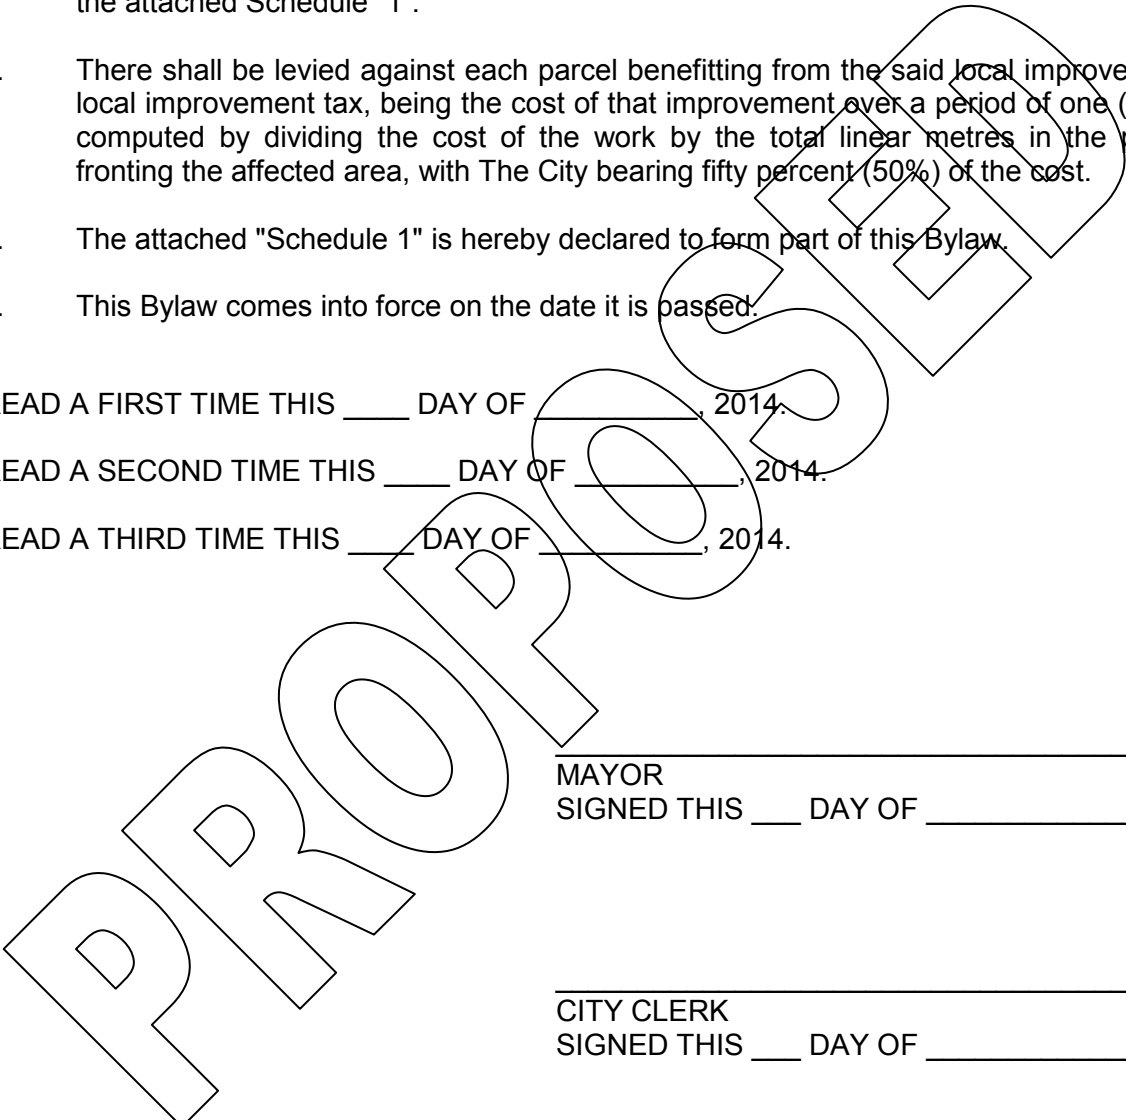 the attached Schedule "1".
. There shall be levied against each parcel benefitting from the said local improve
local improvement tax, being the cost of that improvement over a period of one (
computed by dividing the cost of the work by the total linear metres in the p
fronting the affected area, with The City bearing fifty percent (50%) of the cost.
. The attached "Schedule 1" is hereby declared to form part of this Bylaw.
. This Bylaw comes into force on the date it is passed.
EAD A FIRST TIME THIS ____ DAY OF __________, 2014.
EAD A SECOND TIME THIS ____ DAY OF __________, 2014.
EAD A THIRD TIME THIS ____ DAY OF __________, 2014.
MAYOR
SIGNED THIS ___ DAY OF ____________
CITY CLERK
SIGNED THIS ___ DAY OF ____________
PROPOSED